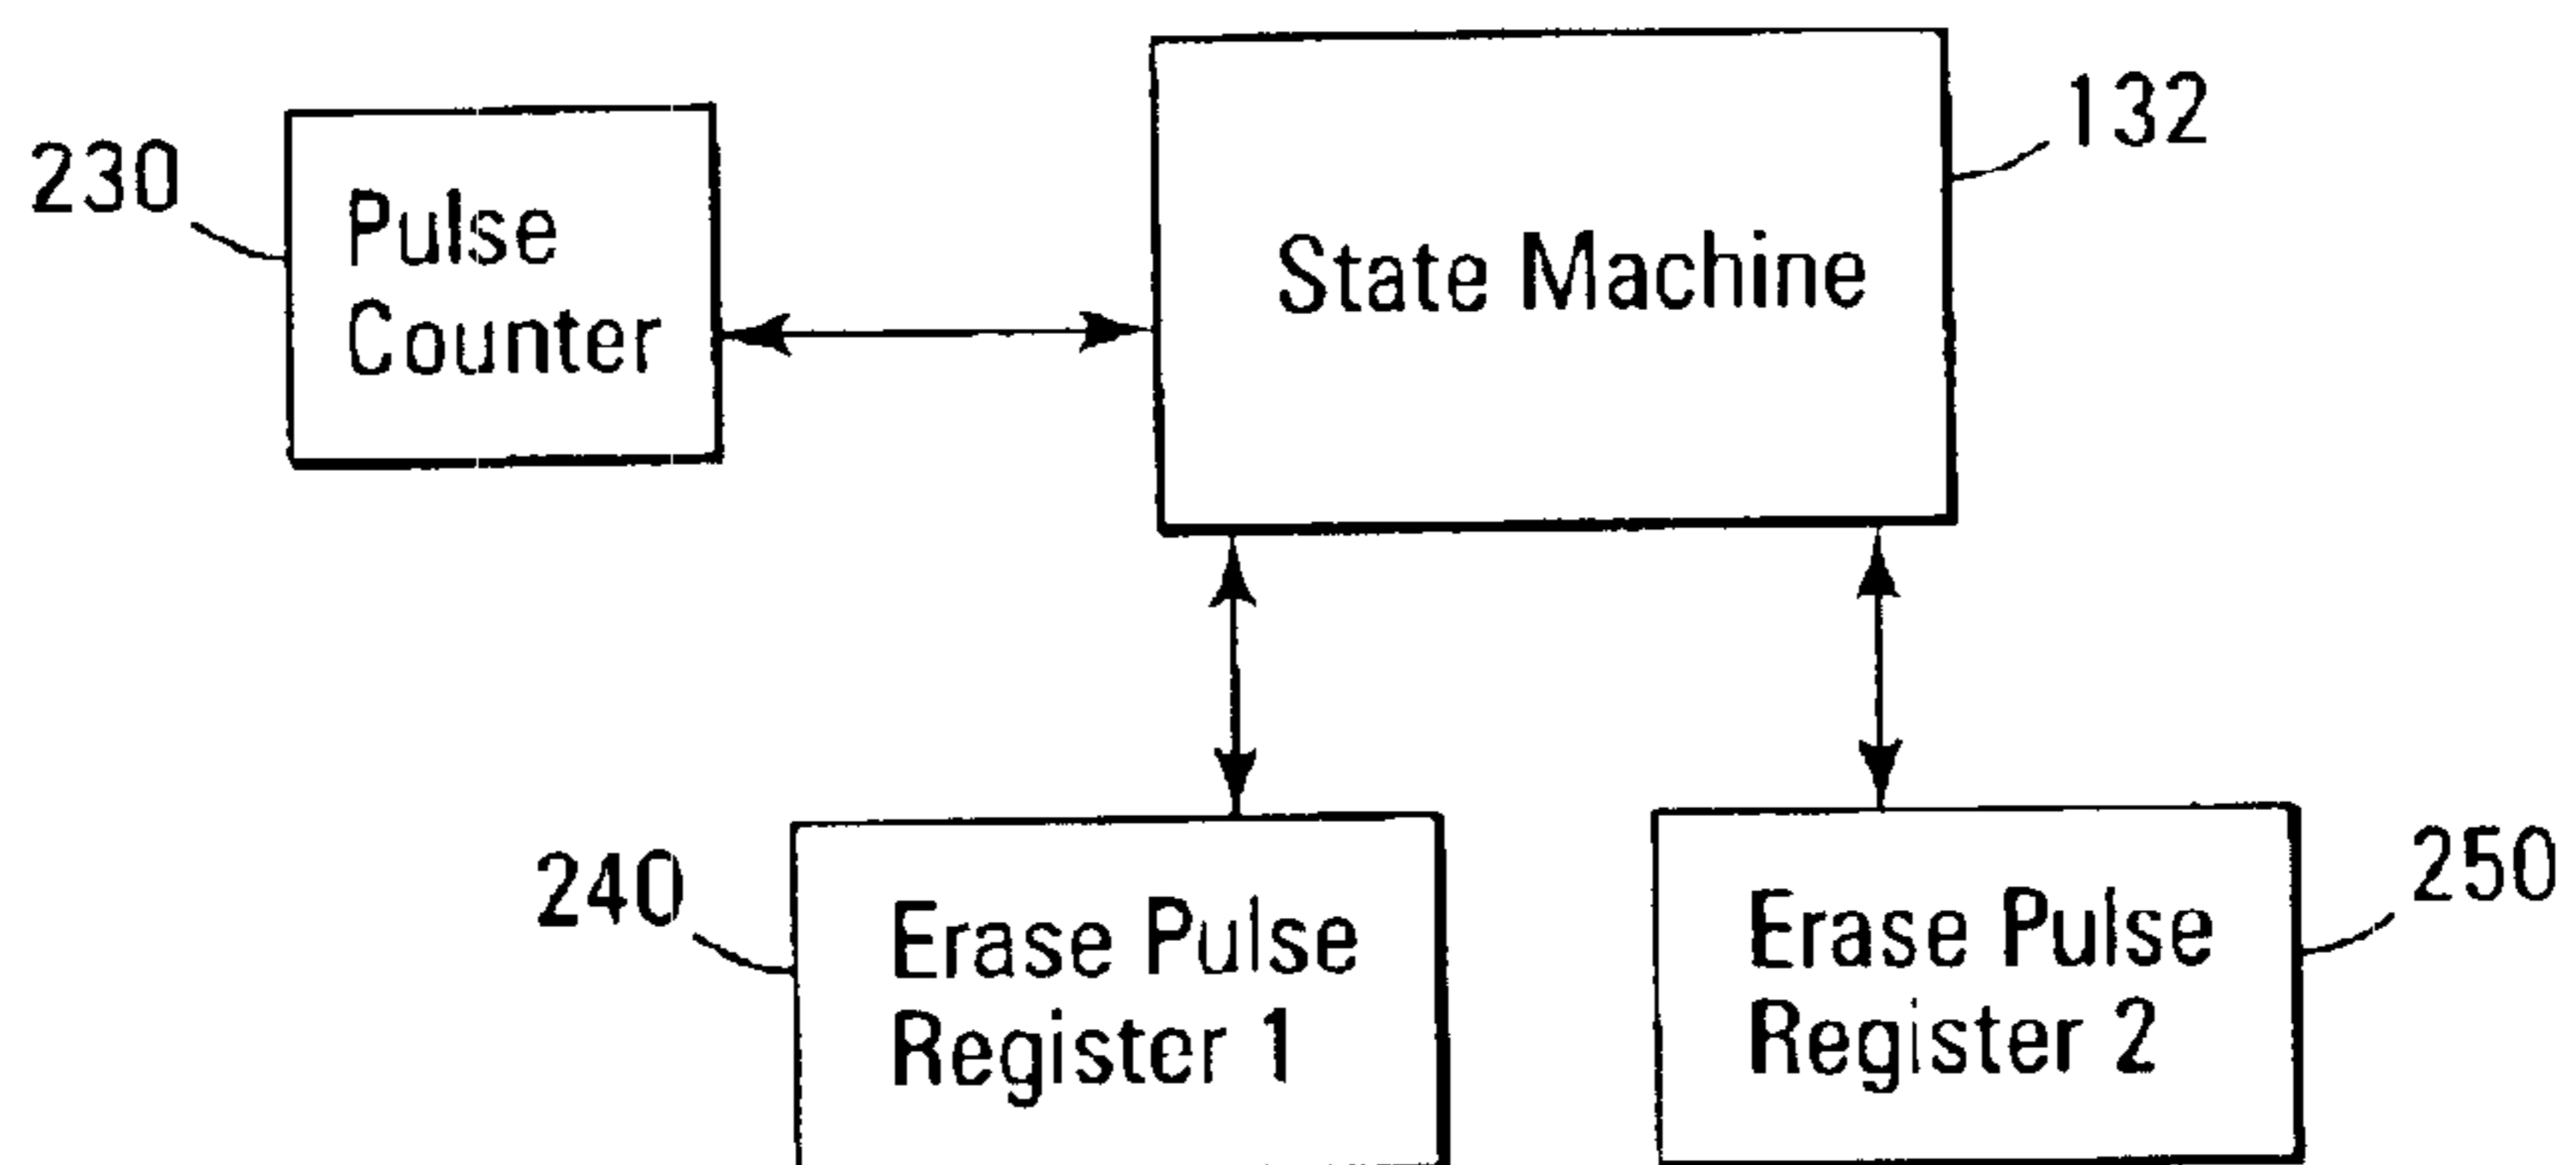 132
230
Pulse
Counter
State Machine
240
Erase Pulse
Register 1
Erase Pulse
Register 2
250